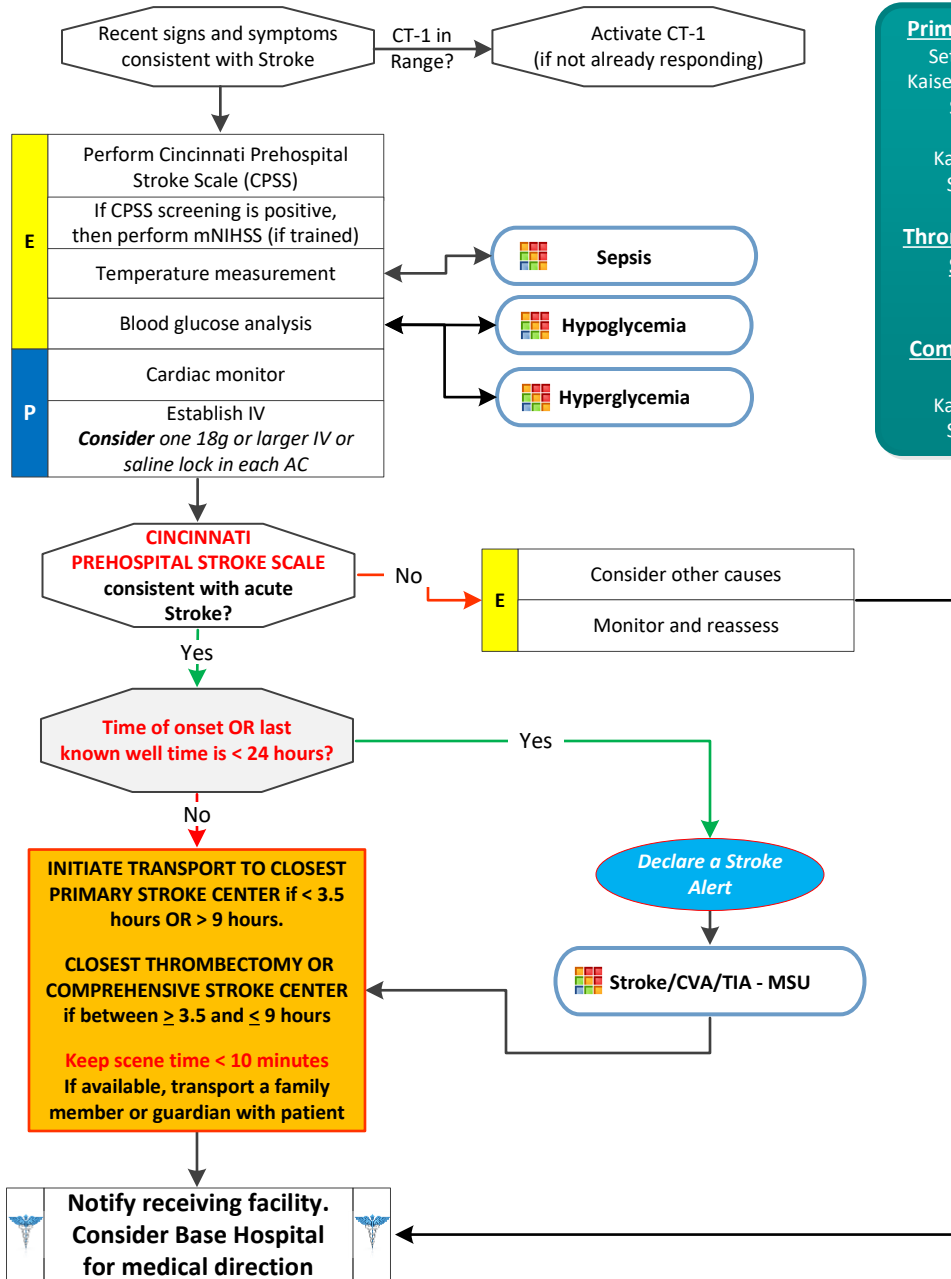 Recent signs and symptoms
consistent with Stroke
CT-1 in
Range?
Activate CT-1
(if not already responding)
E
Perform Cincinnati Prehospital
Stroke Scale (CPSS)
If CPSS screening is positive,
then perform mNIHSS (if trained)
Temperature measurement
Blood glucose analysis
P
Cardiac monitor
Establish IV
Consider one 18g or larger IV or
saline lock in each AC
Sepsis
Hypoglycemia
Hyperglycemia
CINCINNATI
PREHOSPITAL STROKE SCALE
consistent with acute
Stroke?
No
E
Consider other causes
Monitor and reassess
Yes
Time of onset OR last
known well time is < 24 hours?
Yes
No
Declare a Stroke
Alert
Stroke/CVA/TIA - MSU
INITIATE TRANSPORT TO CLOSEST
PRIMARY STROKE CENTER if < 3.5
hours OR > 9 hours.
CLOSEST THROMBECTOMY OR
COMPREHENSIVE STROKE CENTER
if between ≥ 3.5 and ≤ 9 hours
Keep scene time < 10 minutes
If available, transport a family
member or guardian with patient
Notify receiving facility.
Consider Base Hospital
for medical direction